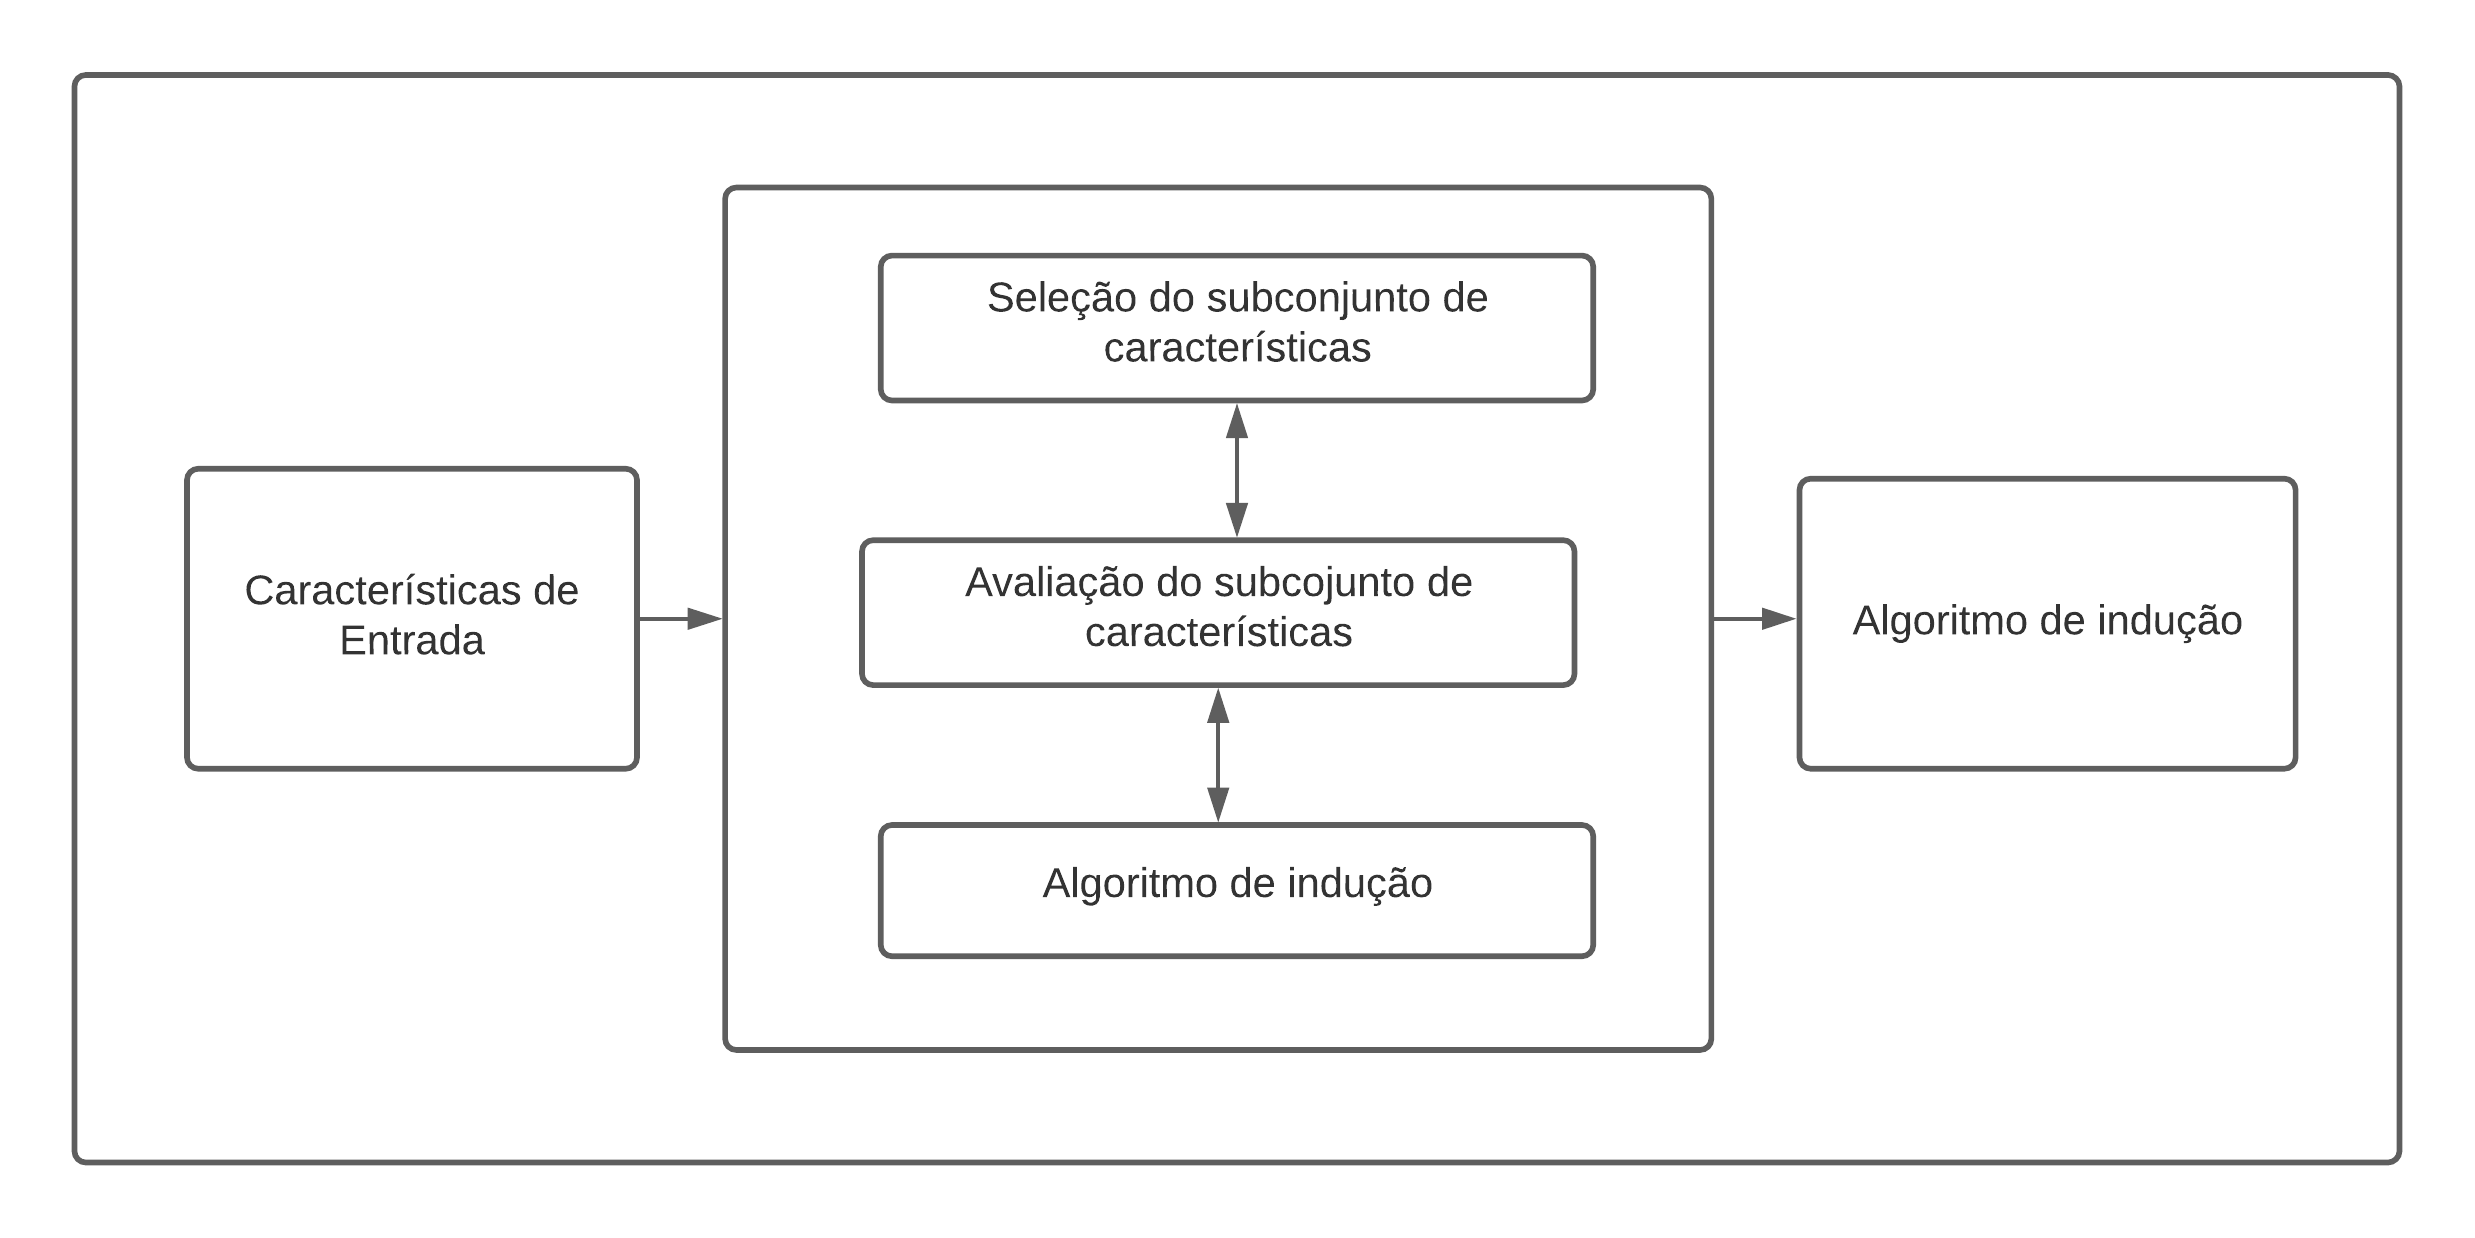 Características de
Entrada
Seleção do subconjunto de
características
Avaliação do subcojunto de
características
Algoritmo de indução
Algoritmo de indução